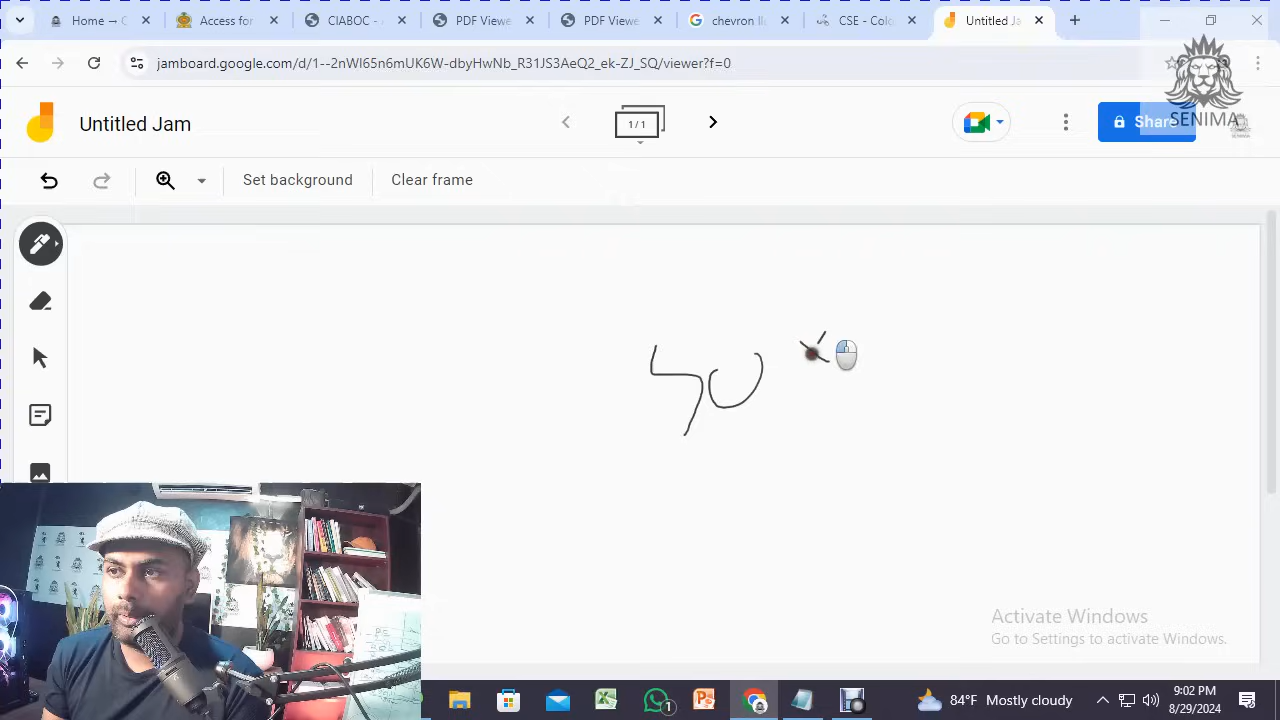 Home → C
Access for
CIABOC -
PDF Viewe
PDF Viewe
chevron ll
CSE - Colo
Untitled Ja
jamboard.google.com/d/1--2nWl65n6mUK6W-dbyHwNb_R31JS3AeQ2_ek-ZJ_SQ/viewer?f=0
SENIMA
Untitled Jam
1 / 1
Share
Set background
Clear frame
50
Activate Windows
Go to Settings to activate Windows.
1
84°F Mostly cloudy
9:02 PM
8/29/2024